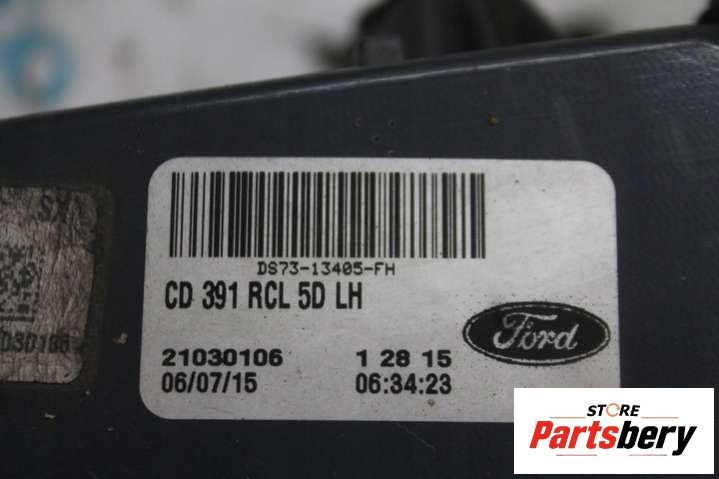 DS73-13405-FH
CD 391 RCL 5D LH
Ford
21030106 1 28 15
06/07/15 06:34:23
STORE
Partsbery